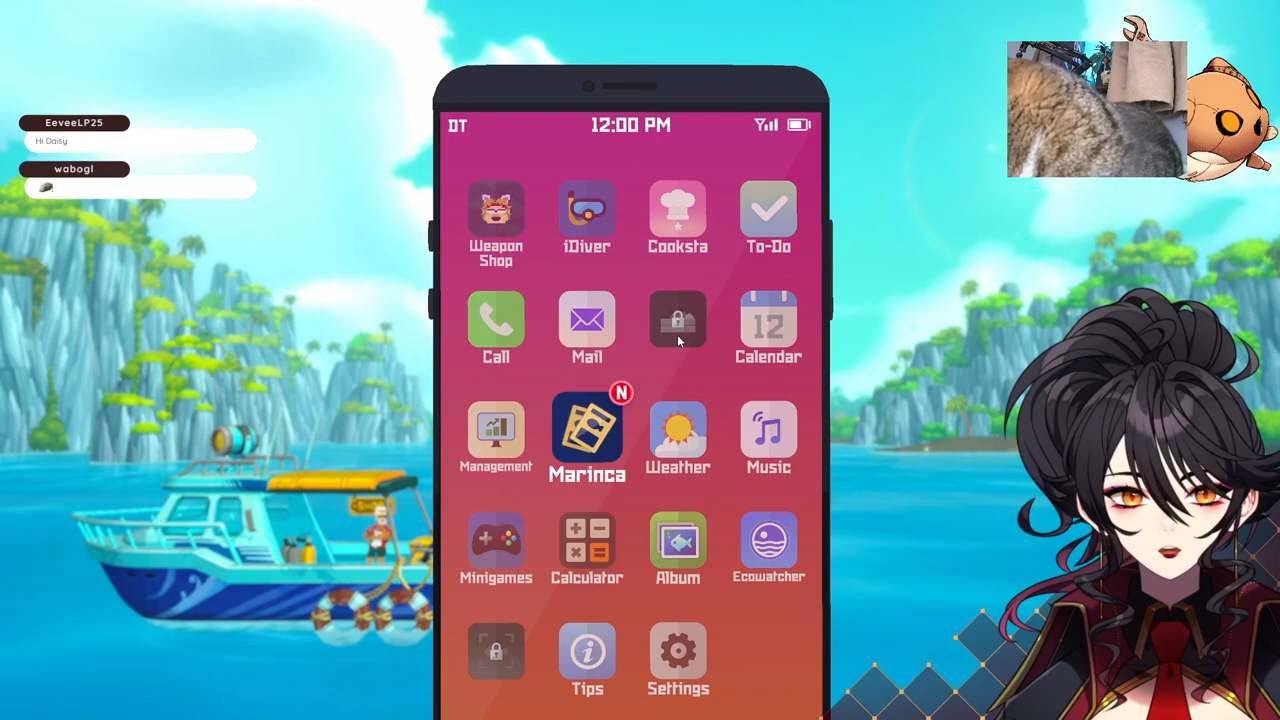 EeveeLP25
Hi Daisy
wabogl
DT
12:00 PM
Weapon
Shop
iDiver
Cooksta
To-Do
Call
Mail
12
Calendar
N
Management
Marinca
Weather
Music
Minigames
Calculator
Album
Ecowatcher
Tips
Settings